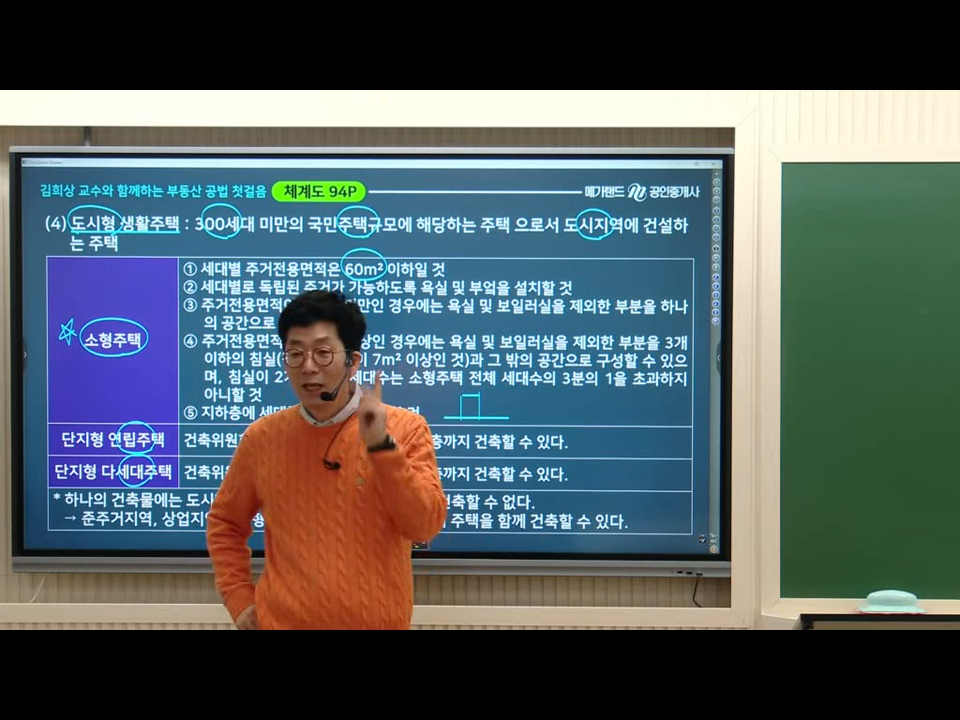 김희상 교수와 함께하는 부동산 공법 첫걸음 체계도 94P 메가랜드 공인중개사
(4) 도시형 생활주택 : 300세대 미만의 국민주택규모에 해당하는 주택 으로서 도시지역에 건설하
는 주택
소형주택
① 세대별 주거전용면적은 60m² 이하일 것
② 세대별로 독립된 주거가 가능하도록 욕실 및 부엌을 설치할 것
③ 주거전용면적 만인 경우에는 욕실 및 보일러실을 제외한 부분을 하나
의 공간으로
④ 주거전용면적 상인 경우에는 욕실 및 보일러실을 제외한 부분을 3개
이하의 침실( 이 7m² 이상인 것)과 그 밖의 공간으로 구성할 수 있으
며, 침실이 2 세대수는 소형주택 전체 세대수의 3분의 1을 초과하지
아니할 것
⑤ 지하층에 세대
단지형 연립주택 건축위원 층까지 건축할 수 있다.
단지형 다세대주택 건축위원 층까지 건축할 수 있다.
* 하나의 건축물에는 도시 건축할 수 없다.
→ 준주거지역, 상업지역 형 주택을 함께 건축할 수 있다.